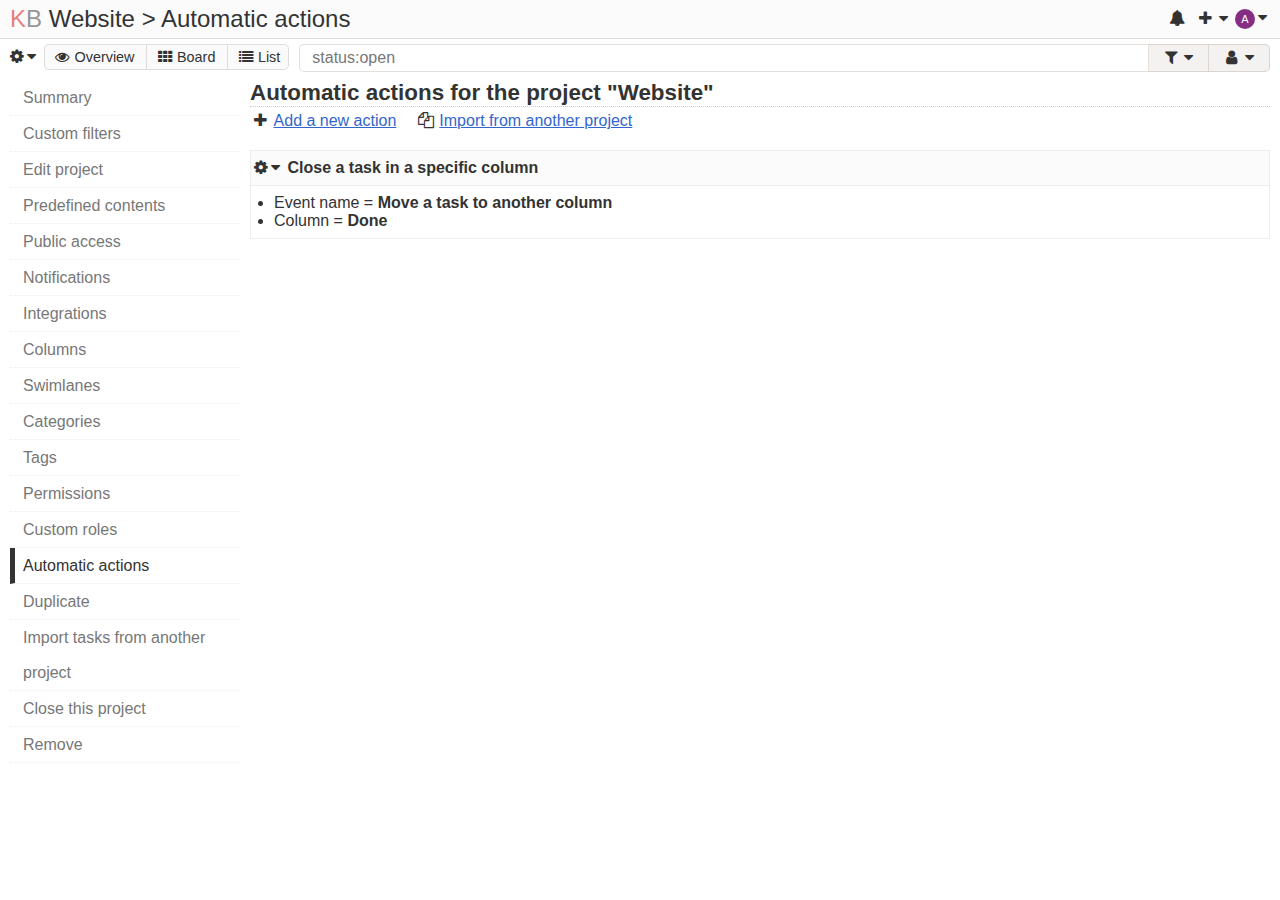 KB Website > Automatic actions
A
Overview Board List status:open
Summary
Custom filters
Edit project
Predefined contents
Public access
Notifications
Integrations
Columns
Swimlanes
Categories
Tags
Permissions
Custom roles
Automatic actions
Duplicate
Import tasks from another
project
Close this project
Remove
Automatic actions for the project "Website"
Add a new action Import from another project
Close a task in a specific column
Event name = Move a task to another column
Column = Done